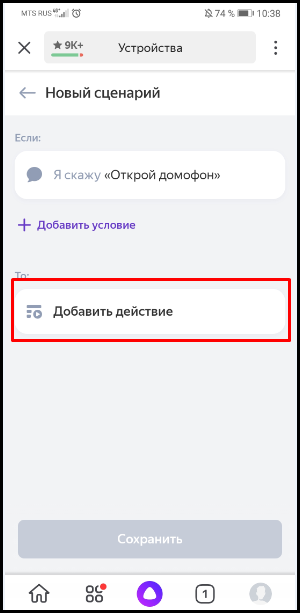 MTS RUS 74 % 10:38
★ 9K+ Устройства
Новый сценарий
Если:
Я скажу «Открой домофон»
+ Добавить условие
То:
Добавить действие
Сохранить
1